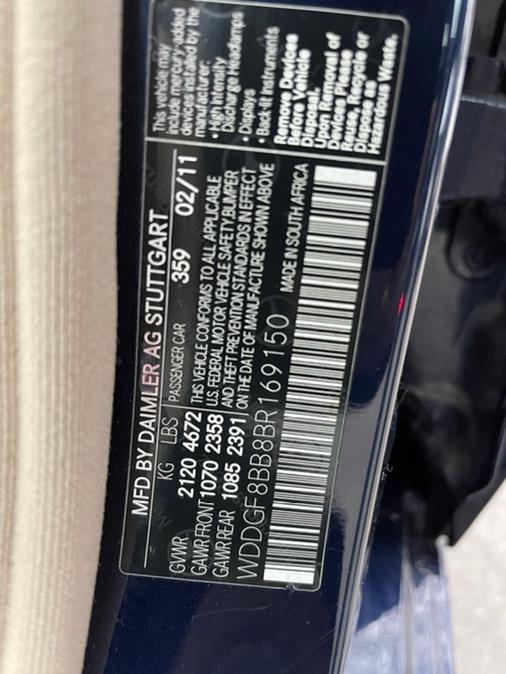 MFD BY DAIMLER AG STUTTGART
KG LBS PASSENGER CAR 359 02/11
GVWR 2120 4672 THIS VEHICLE CONFORMS TO ALL APPLICABLE
GAWR FRONT 1070 2358 U.S. FEDERAL MOTOR VEHICLE SAFETY, BUMPER
GAWR REAR 1085 2391 AND THEFT PREVENTION STANDARDS IN EFFECT
ON THE DATE OF MANUFACTURE SHOWN ABOVE
WDDGF8BB8BR169150 MADE IN SOUTH AFRICA
This vehicle may
include mercury-added
devices installed by the
manufacturer:
• High Intensity
Discharge Headlamps
• Displays
• Back-lit Instruments
Remove Devices
Before Vehicle
Disposal.
Upon Removal of
Devices Please
Reuse, Recycle or
Dispose as
Hazardous Waste.